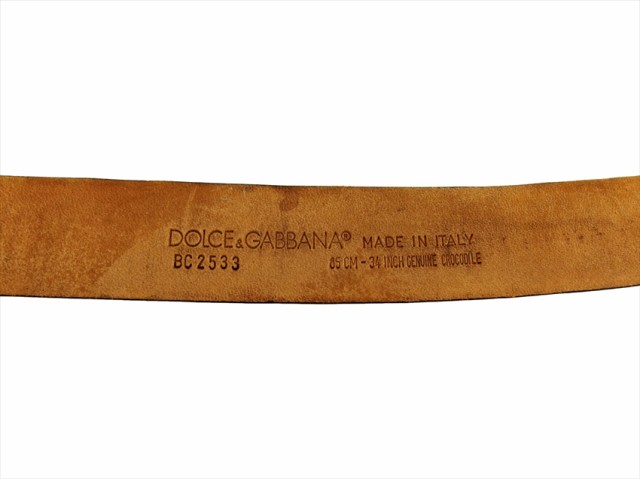 DOLCE&GABBANA® MADE IN ITALY
BC2533 85 CM - 34 INCH GENUINE CROCODILE